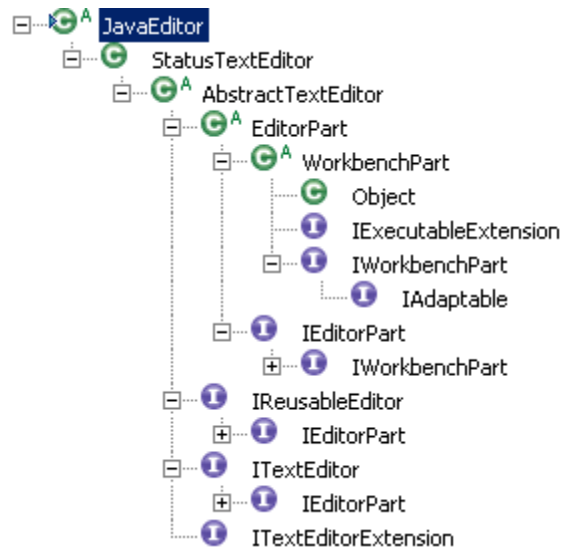 A JavaEditor
C StatusTextEditor
C A AbstractTextEditor
C A EditorPart
C A WorkbenchPart
C Object
I IExecutableExtension
I IWorkbenchPart
I IAdaptable
I IEditorPart
I IWorkbenchPart
I IReusableEditor
I IEditorPart
I ITextEditor
I IEditorPart
I ITextEditorExtension